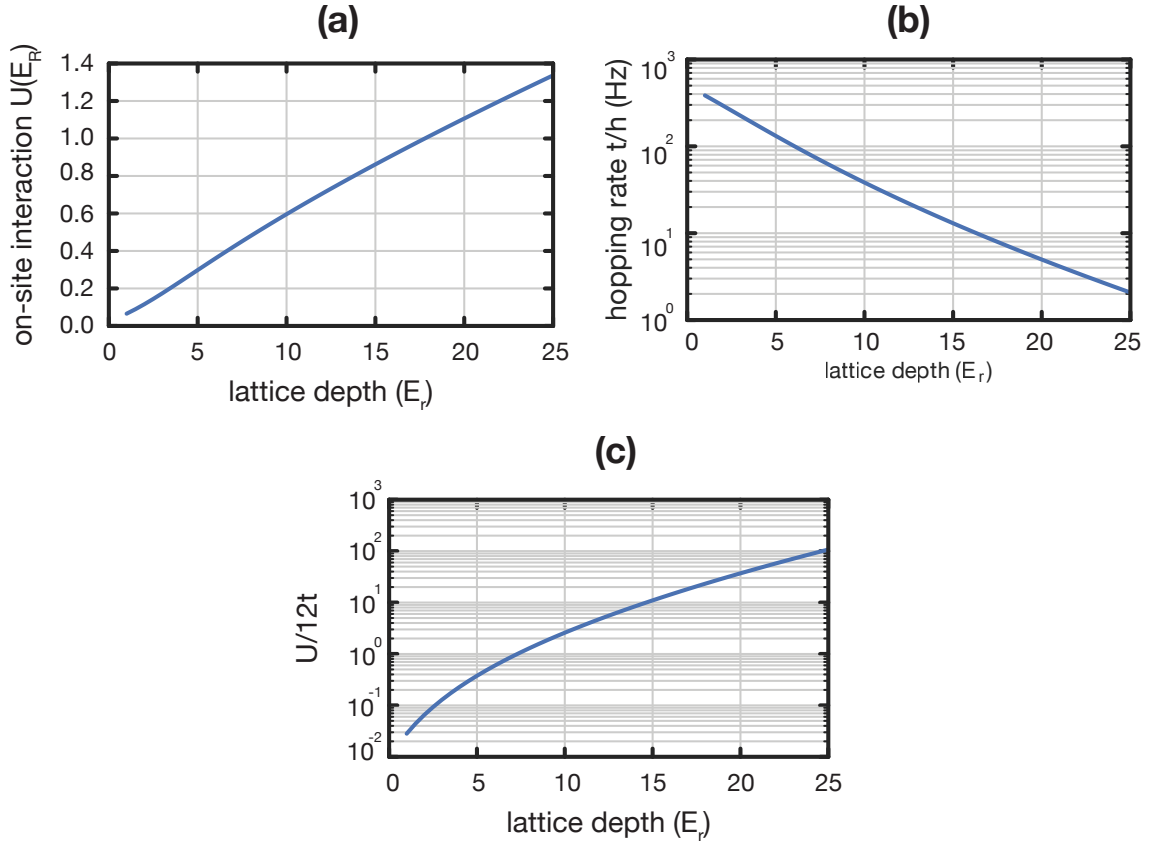 (a)
on-site interaction U(E_R)
1.4
1.2
1.0
0.8
0.6
0.4
0.2
0.0
0 5 10 15 20 25
lattice depth (E_r)
(b)
hopping rate t/h (Hz)
10^3
10^2
10^1
10^0
0 5 10 15 20 25
lattice depth (E_r)
(c)
U/12t
10^3
10^2
10^1
10^0
10^-1
10^-2
0 5 10 15 20 25
lattice depth (E_r)